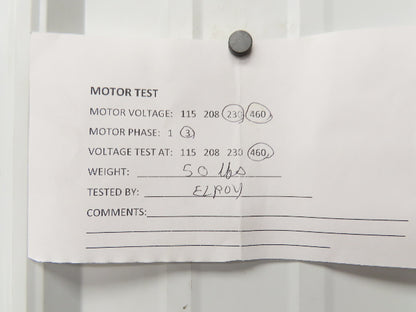 MOTOR TEST
MOTOR VOLTAGE: 115 208 230 460
MOTOR PHASE: 1 3
VOLTAGE TEST AT: 115 208 230 460
WEIGHT: 50 lbs
TESTED BY: ELROY
COMMENTS: